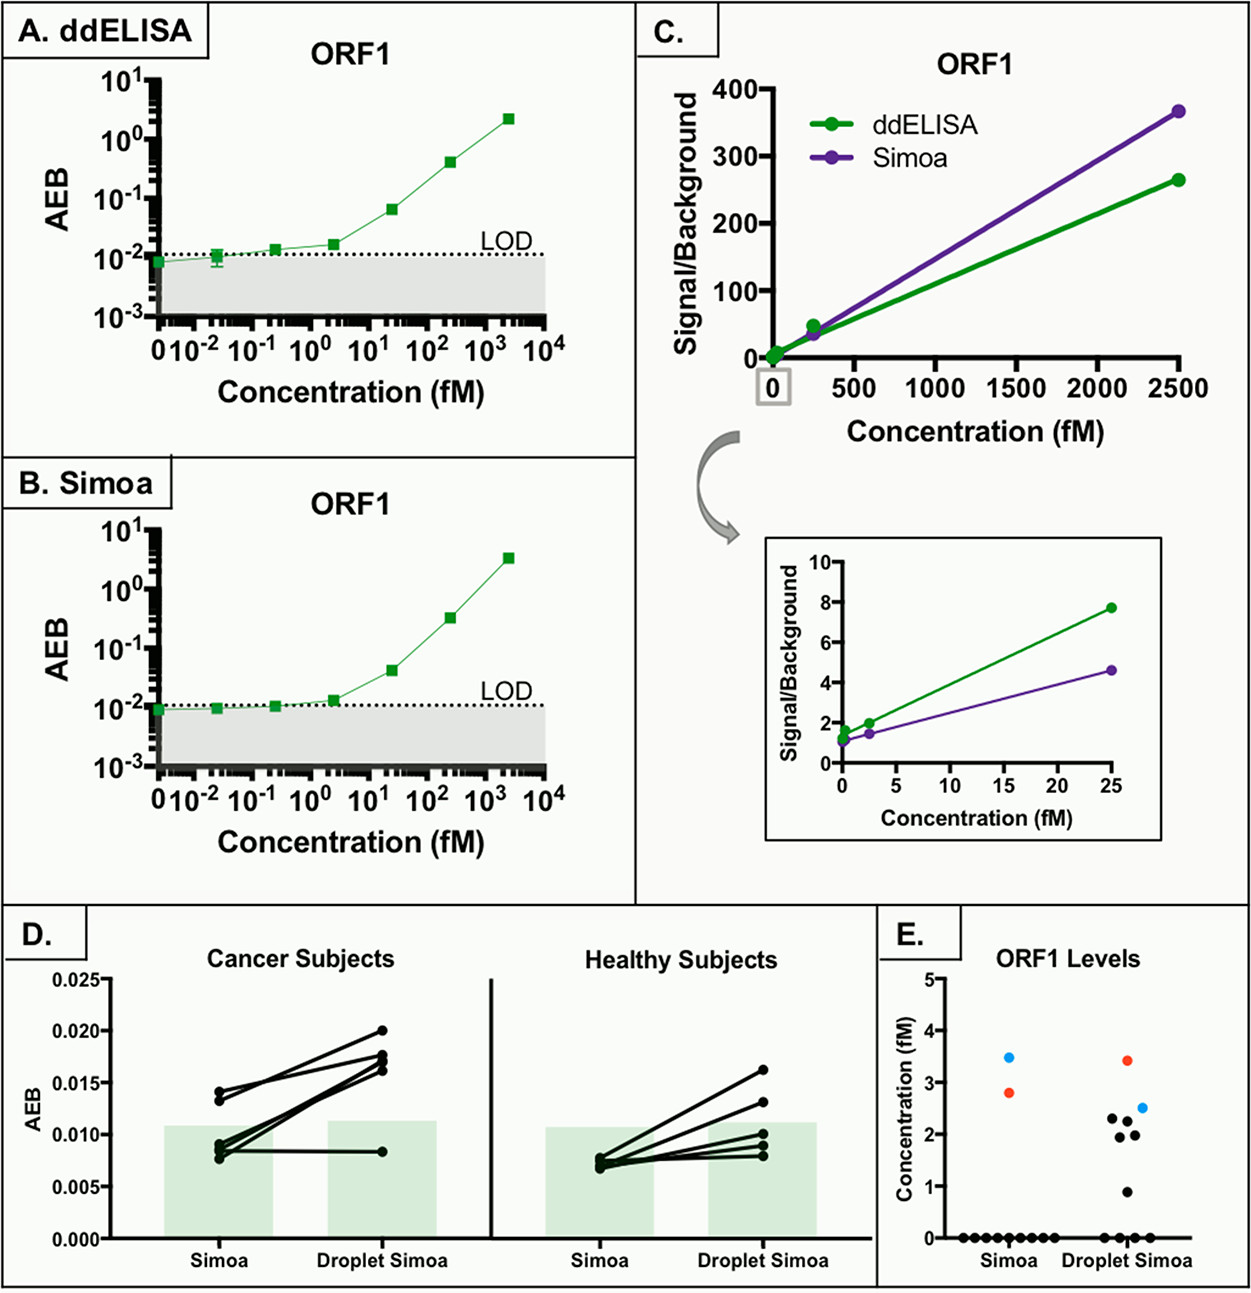 A. ddELISA
ORF1
10^1
10^0
10^-1
10^-2
10^-3
AEB
LOD
0 10^-2 10^-1 10^0 10^1 10^2 10^3 10^4
Concentration (fM)
B. Simoa
ORF1
10^1
10^0
10^-1
10^-2
10^-3
AEB
LOD
0 10^-2 10^-1 10^0 10^1 10^2 10^3 10^4
Concentration (fM)
C.
ORF1
400
300
200
100
0
Signal/Background
ddELISA
Simoa
0 500 1000 1500 2000 2500
Concentration (fM)
10
8
6
4
2
0
Signal/Background
0 5 10 15 20 25
Concentration (fM)
D.
Cancer Subjects Healthy Subjects
0.025
0.020
0.015
0.010
0.005
0.000
AEB
Simoa Droplet Simoa Simoa Droplet Simoa
E.
ORF1 Levels
5
4
3
2
1
0
Concentration (fM)
Simoa Droplet Simoa